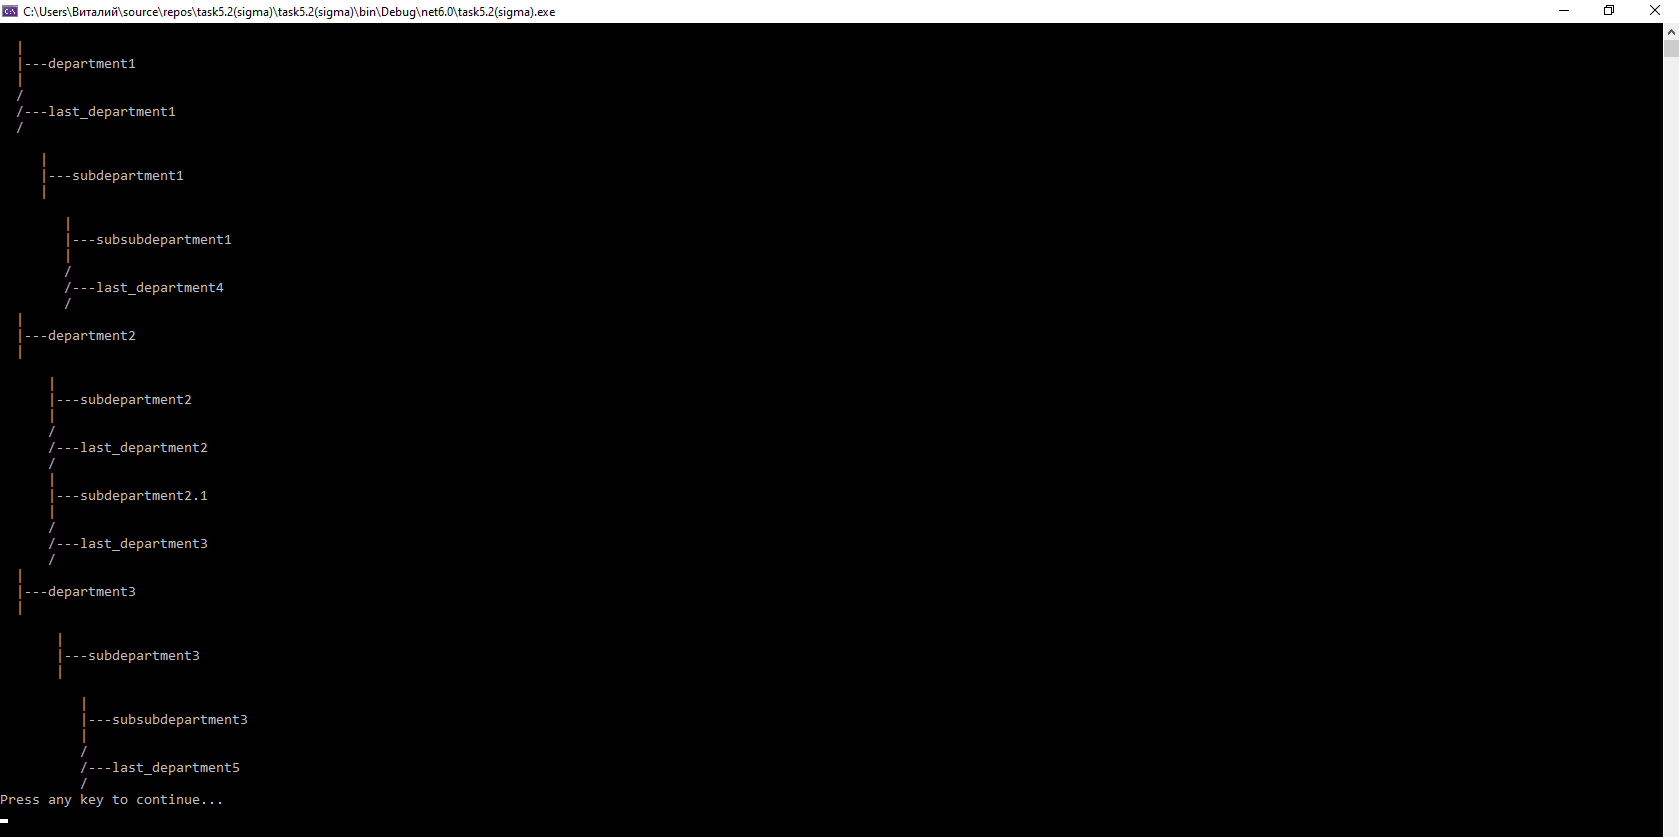 C:\Users\Виталий\source\repos\task5.2(sigma)\task5.2(sigma)\bin\Debug\net6.0\task5.2(sigma).exe
  |
  |---department1
  |
  /
  /---last_department1
  /
     |
     |---subdepartment1
     |
        |
        |---subsubdepartment1
        |
        /
        /---last_department4
        /
  |
  |---department2
  |
      |
      |---subdepartment2
      |
      /
      /---last_department2
      /
      |
      |---subdepartment2.1
      |
      /
      /---last_department3
      /
  |
  |---department3
  |
       |
       |---subdepartment3
       |
          |
          |---subsubdepartment3
          |
          /
          /---last_department5
          /
Press any key to continue...